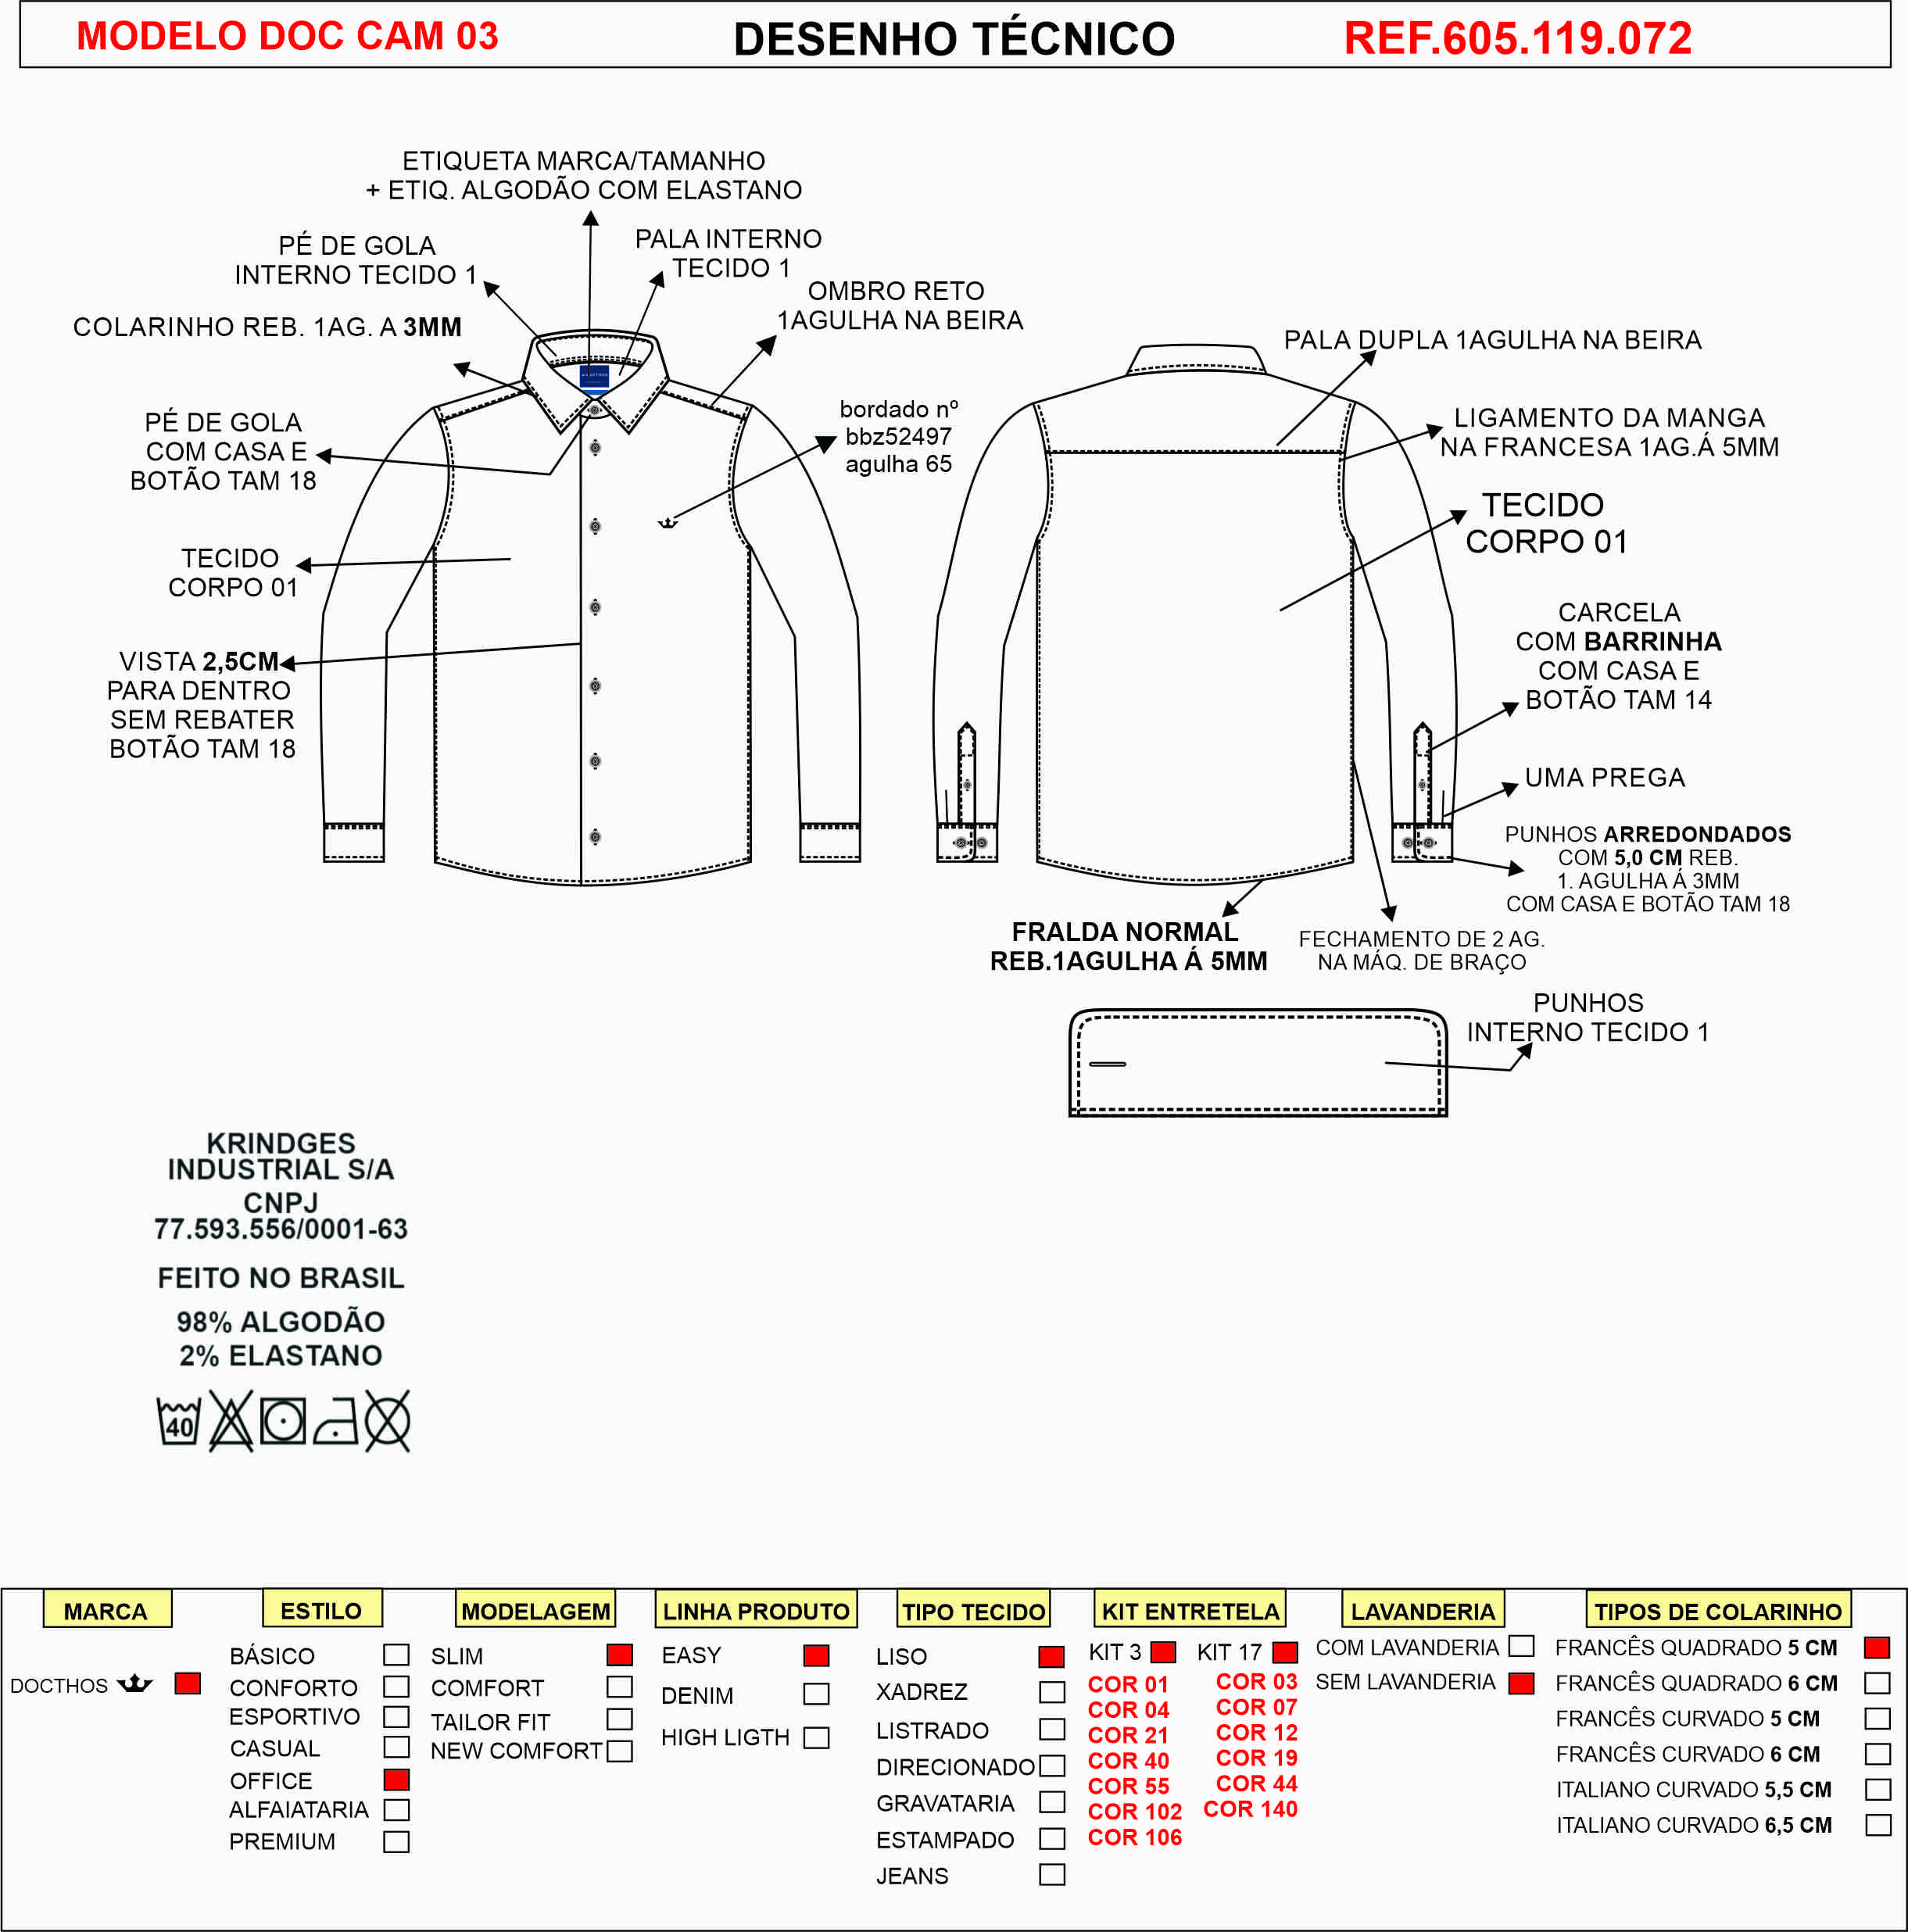 MODELO DOC CAM 03
DESENHO TÉCNICO
REF.605.119.072
ETIQUETA MARCA/TAMANHO
+ ETIQ. ALGODÃO COM ELASTANO
PÉ DE GOLA
INTERNO TECIDO 1
PALA INTERNO
TECIDO 1
OMBRO RETO
1AGULHA NA BEIRA
COLARINHO REB. 1AG. A 3MM
PÉ DE GOLA
COM CASA E
BOTÃO TAM 18
bordado nº
bbz52497
agulha 65
TECIDO
CORPO 01
VISTA 2,5CM
PARA DENTRO
SEM REBATER
BOTÃO TAM 18
PALA DUPLA 1AGULHA NA BEIRA
LIGAMENTO DA MANGA
NA FRANCESA 1AG.Á 5MM
TECIDO
CORPO 01
CARCELA
COM BARRINHA
COM CASA E
BOTÃO TAM 14
UMA PREGA
PUNHOS ARREDONDADOS
COM 5,0 CM REB.
1. AGULHA Á 3MM
COM CASA E BOTÃO TAM 18
FRALDA NORMAL
REB.1AGULHA Á 5MM
FECHAMENTO DE 2 AG.
NA MÁQ. DE BRAÇO
PUNHOS
INTERNO TECIDO 1
KRINDGES
INDUSTRIAL S/A
CNPJ
77.593.556/0001-63
FEITO NO BRASIL
98% ALGODÃO
2% ELASTANO
40
MARCA
DOCTHOS
ESTILO
BÁSICO
CONFORTO
ESPORTIVO
CASUAL
OFFICE
ALFAIATARIA
PREMIUM
MODELAGEM
SLIM
COMFORT
TAILOR FIT
NEW COMFORT
LINHA PRODUTO
EASY
DENIM
HIGH LIGTH
TIPO TECIDO
LISO
XADREZ
LISTRADO
DIRECIONADO
GRAVATARIA
ESTAMPADO
JEANS
KIT ENTRETELA
KIT 3
COR 01
COR 04
COR 21
COR 40
COR 55
COR 102
COR 106
KIT 17
COR 03
COR 07
COR 12
COR 19
COR 44
COR 140
LAVANDERIA
COM LAVANDERIA
SEM LAVANDERIA
TIPOS DE COLARINHO
FRANCÊS QUADRADO 5 CM
FRANCÊS QUADRADO 6 CM
FRANCÊS CURVADO 5 CM
FRANCÊS CURVADO 6 CM
ITALIANO CURVADO 5,5 CM
ITALIANO CURVADO 6,5 CM